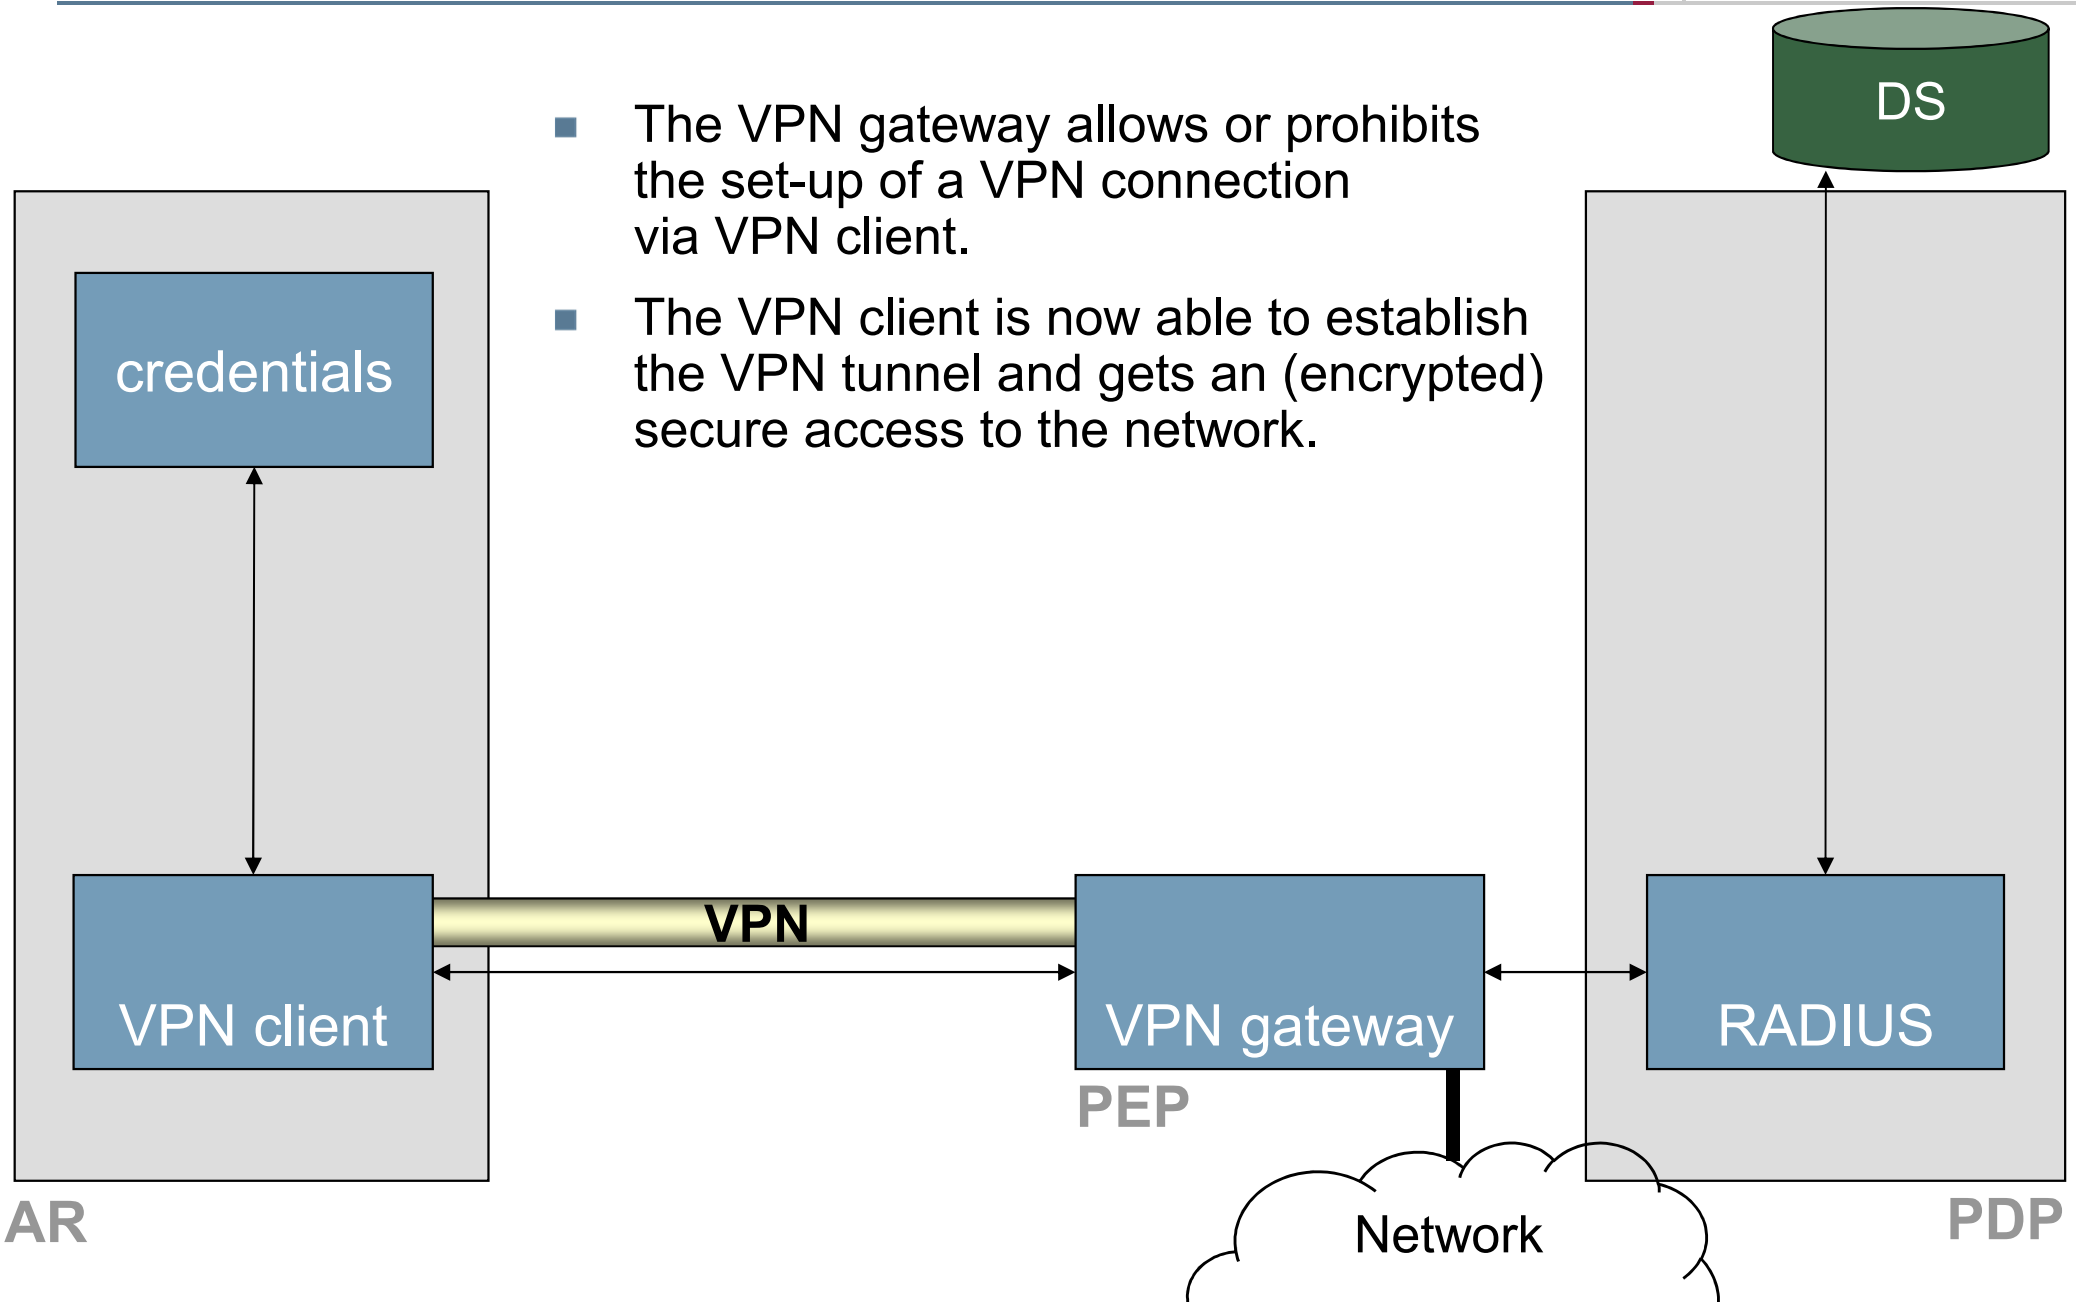 DS
The VPN gateway allows or prohibits
the set-up of a VPN connection
via VPN client.
The VPN client is now able to establish
the VPN tunnel and gets an (encrypted)
secure access to the network.
credentials
VPN
VPN client
VPN gateway
RADIUS
PEP
AR
Network
PDP